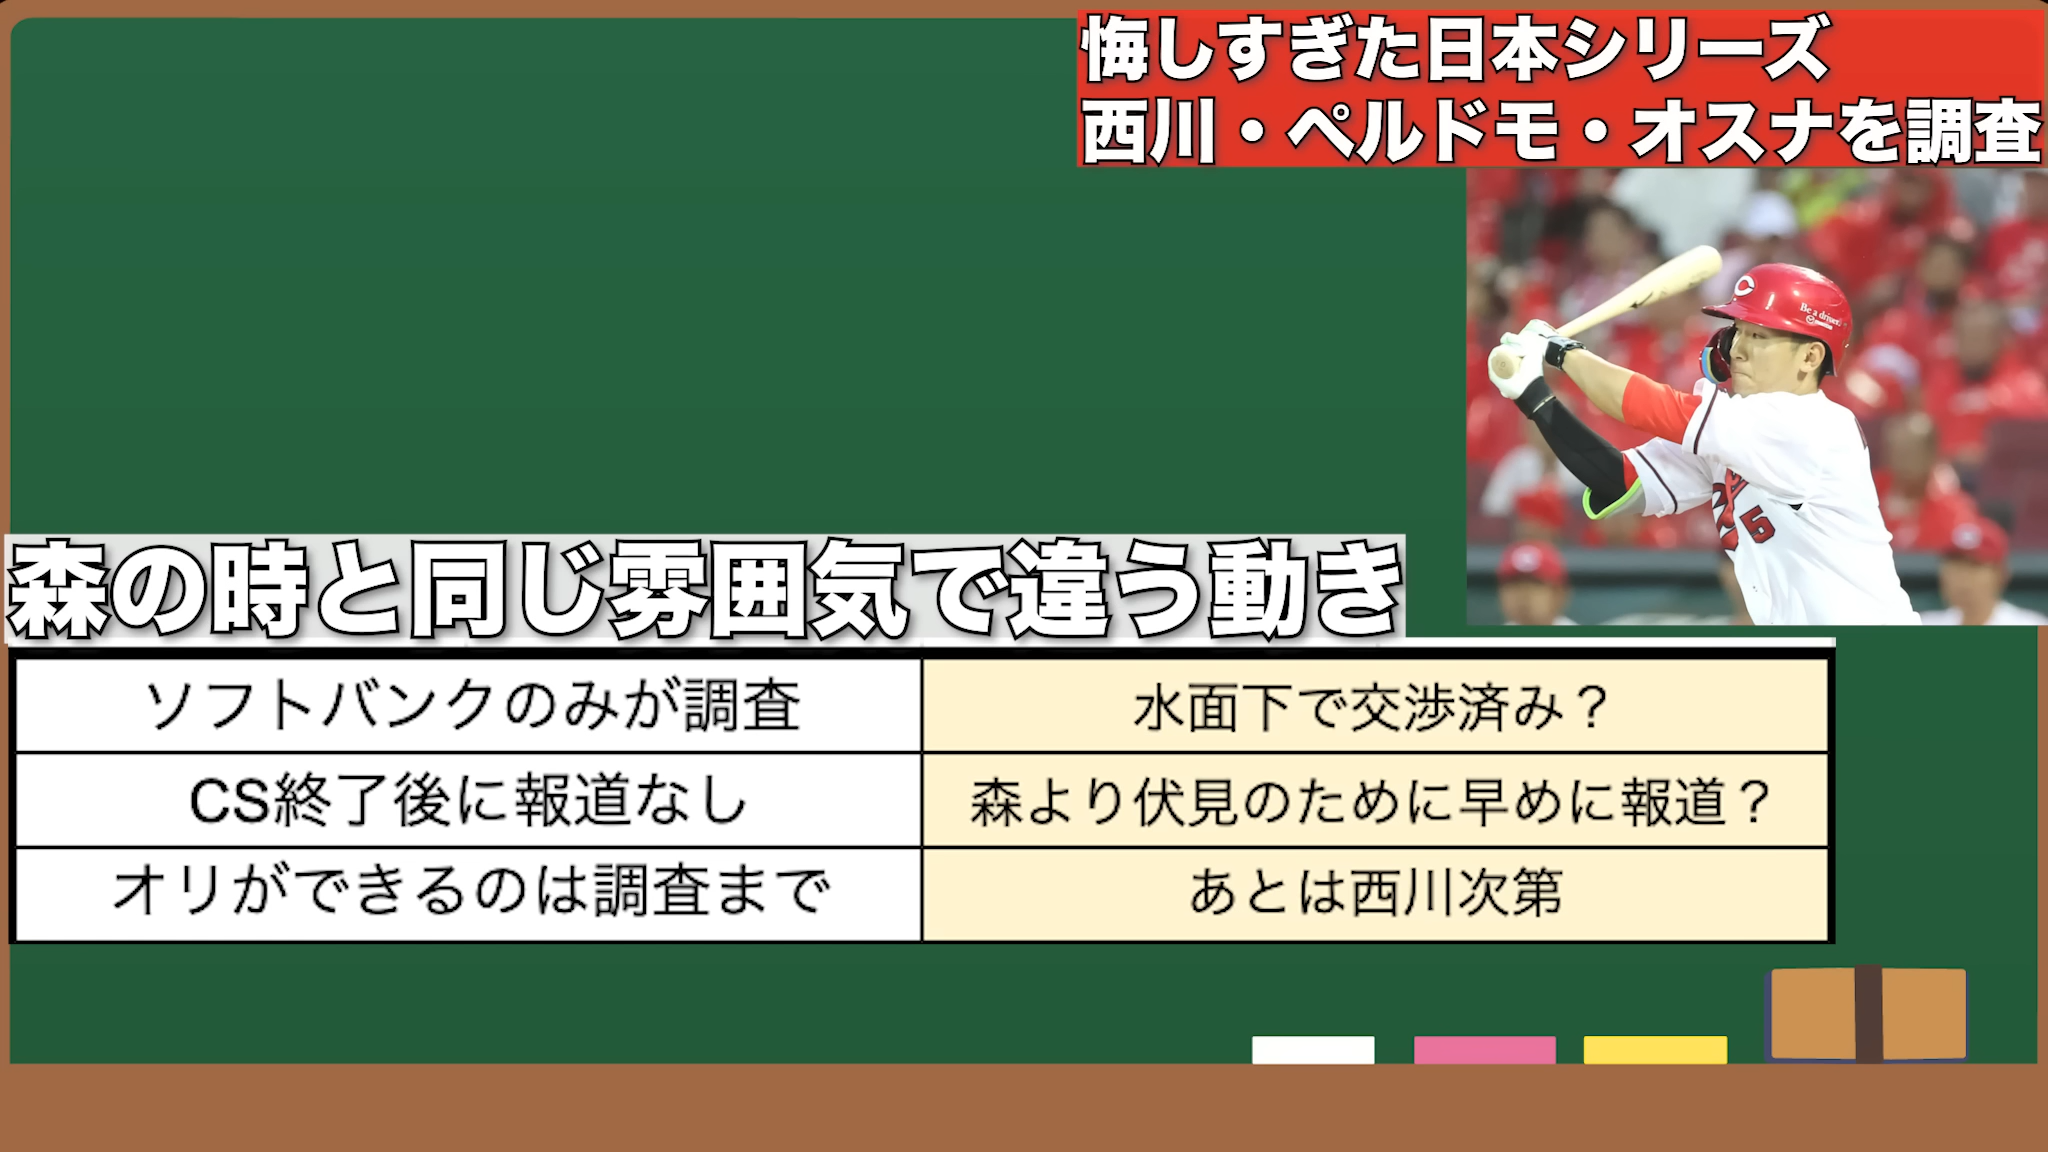 悔しすぎた日本シリーズ
西川・ペルドモ・オスナを調査
C
Be a driver.
5
森の時と同じ雰囲気で違う動き
ソフトバンクのみが調査
水面下で交渉済み？
CS終了後に報道なし
森より伏見のために早めに報道？
オリができるのは調査まで
あとは西川次第